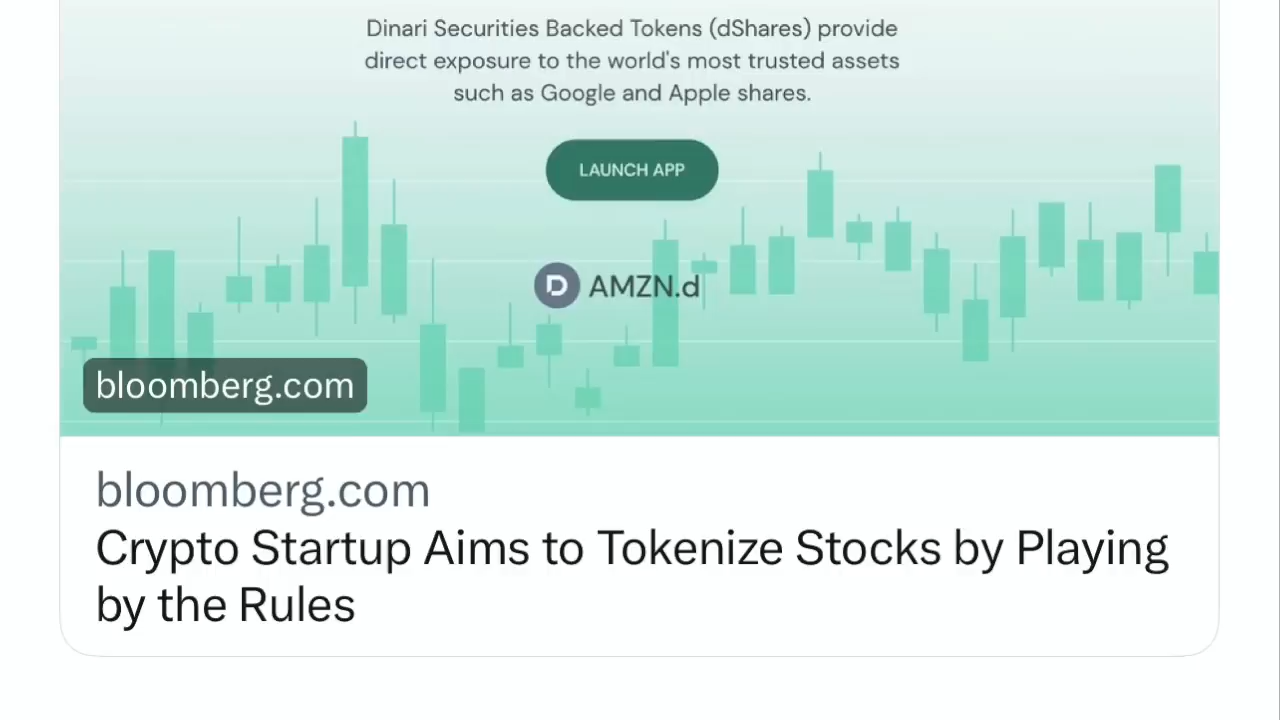 Dinari Securities Backed Tokens (dShares) provide
direct exposure to the world's most trusted assets
such as Google and Apple shares.
LAUNCH APP
D AMZN.d
bloomberg.com
bloomberg.com
Crypto Startup Aims to Tokenize Stocks by Playing
by the Rules